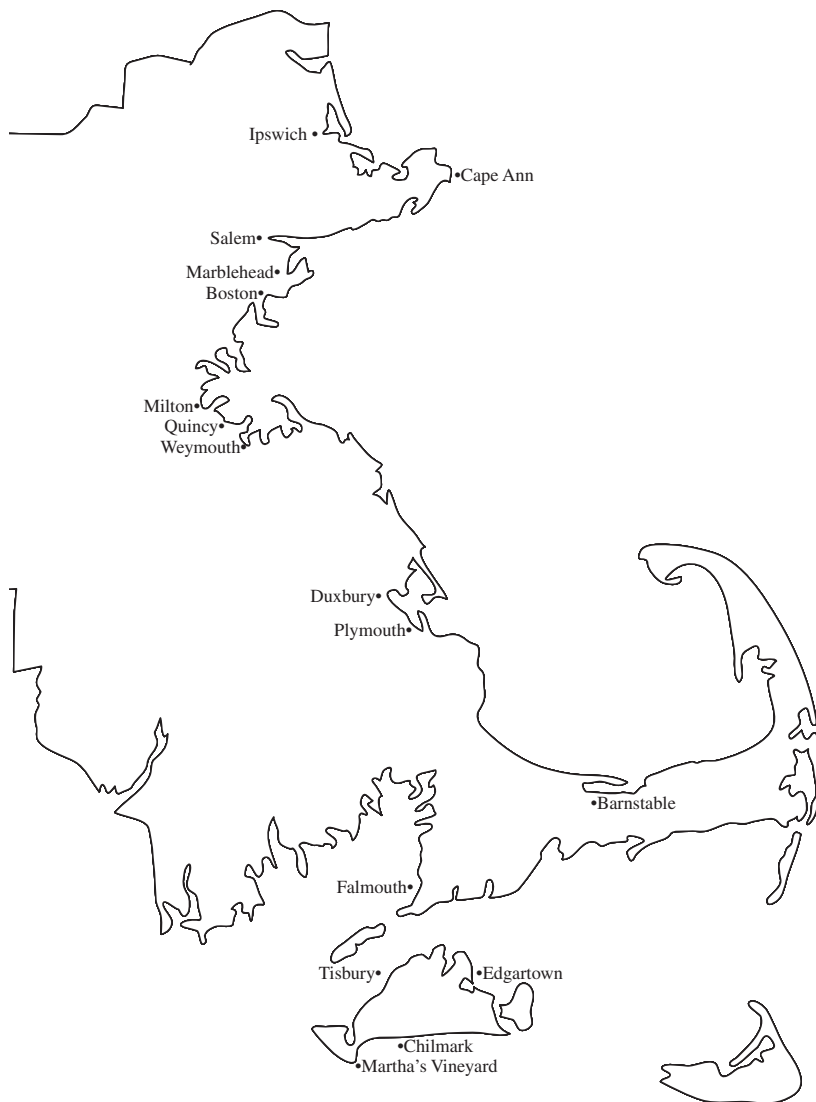 Ipswich
Cape Ann
Salem
Marblehead
Boston
Milton
Quincy
Weymouth
Duxbury
Plymouth
Barnstable
Falmouth
Tisbury
Edgartown
Chilmark
Martha's Vineyard